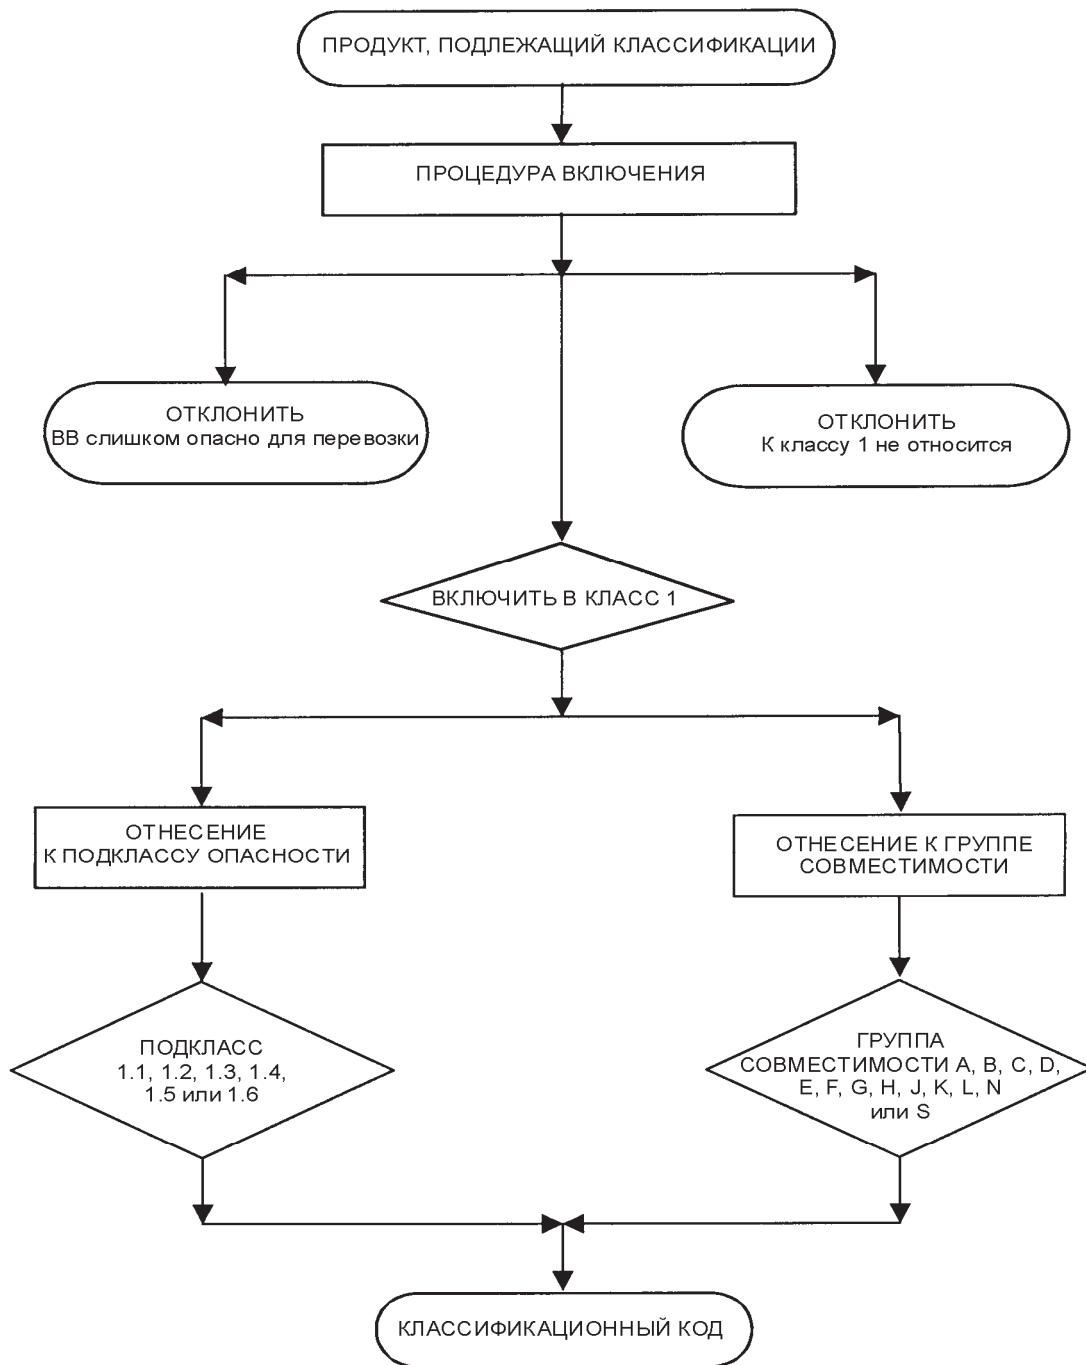 ПРОДУКТ, ПОДЛЕЖАЩИЙ КЛАССИФИКАЦИИ
ПРОЦЕДУРА ВКЛЮЧЕНИЯ
ОТКЛОНИТЬ
ВВ слишком опасно для перевозки
ОТКЛОНИТЬ
К классу 1 не относится
ВКЛЮЧИТЬ В КЛАСС 1
ОТНЕСЕНИЕ
К ПОДКЛАССУ ОПАСНОСТИ
ОТНЕСЕНИЕ К ГРУППЕ
СОВМЕСТИМОСТИ
ПОДКЛАСС
1.1, 1.2, 1.3, 1.4,
1.5 или 1.6
ГРУППА
СОВМЕСТИМОСТИ A, B, C, D,
E, F, G, H, J, K, L, N
или S
КЛАССИФИКАЦИОННЫЙ КОД